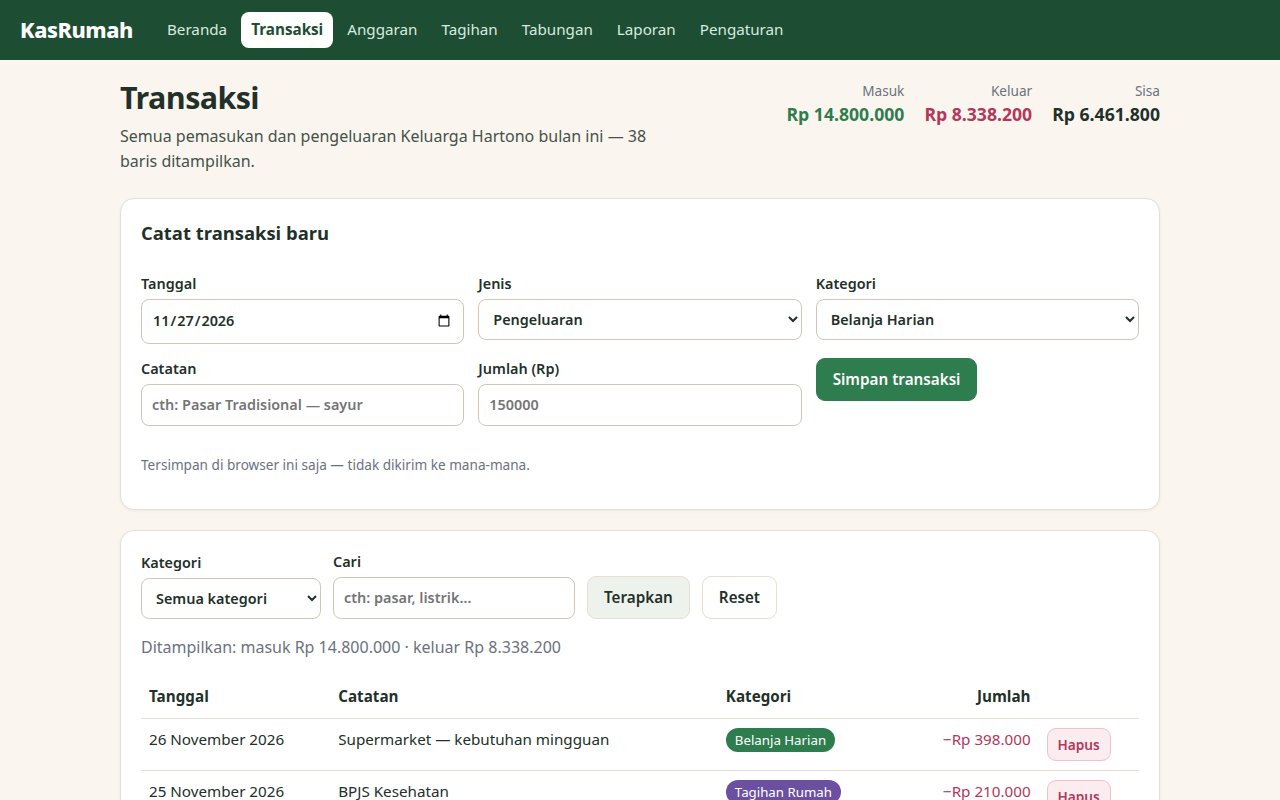 KasRumah Beranda Transaksi Anggaran Tagihan Tabungan Laporan Pengaturan
Transaksi
Semua pemasukan dan pengeluaran Keluarga Hartono bulan ini — 38
baris ditampilkan.
Masuk Keluar Sisa
Rp 14.800.000 Rp 8.338.200 Rp 6.461.800
Catat transaksi baru
Tanggal Jenis Kategori
11/27/2026 Pengeluaran Belanja Harian
Catatan Jumlah (Rp)
cth: Pasar Tradisional — sayur 150000 Simpan transaksi
Tersimpan di browser ini saja — tidak dikirim ke mana-mana.
Kategori Cari
Semua kategori cth: pasar, listrik... Terapkan Reset
Ditampilkan: masuk Rp 14.800.000 · keluar Rp 8.338.200
Tanggal Catatan Kategori Jumlah
26 November 2026 Supermarket — kebutuhan mingguan Belanja Harian −Rp 398.000 Hapus
25 November 2026 BPJS Kesehatan Tagihan Rumah −Rp 210.000 Hapus